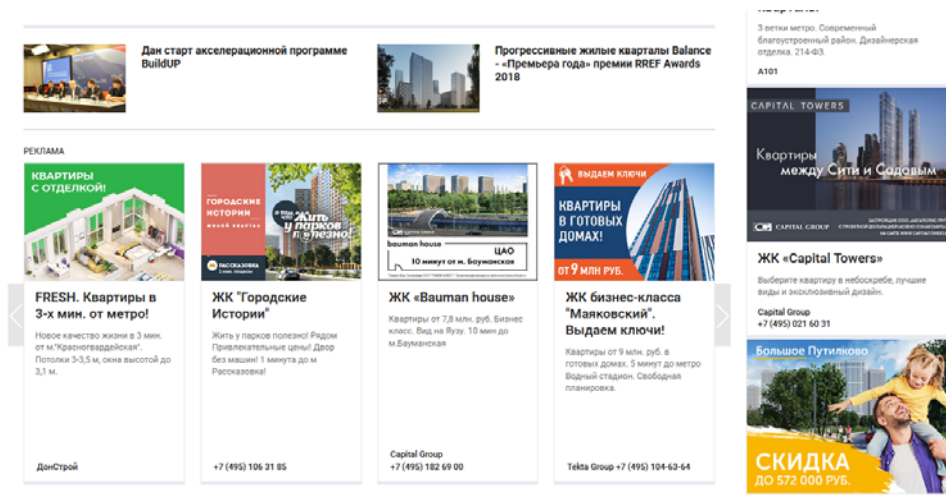 Дан старт акселерационной программе
BuildUP
Прогрессивные жилые кварталы Balance
- «Премьера года» премии RREF Awards
2018
РЕКЛАМА
КВАРТИРЫ
С ОТДЕЛКОЙ!
FRESH. Квартиры в
3-х мин. от метро!
Новое качество жизни в 3 мин.
от м."Красногвардейская".
Потолки 3-3,5 м, окна высотой до
3,1 м.
ДонСтрой
ГОРОДСКИЕ
ИСТОРИИ
ЖИЛОЙ КВАРТАЛ
Жить
у парков
полезно!
РАССКАЗОВКА
ЖК "Городские
Истории"
Жить у парков полезно! Рядом
Привлекательные цены! Двор
без машин! 1 минута до м
Рассказовка!
+7 (495) 106 31 85
bauman house
ЦАО
10 минут от м. Бауманская
ЖК «Bauman house»
Квартиры от 7,8 млн. руб. Бизнес
класс. Вид на Яузу. 10 мин до
м.Бауманская
Capital Group
+7 (495) 182 69 00
ВЫДАЕМ КЛЮЧИ
КВАРТИРЫ
В ГОТОВЫХ
ДОМАХ!
ОТ 9 МЛН РУБ.
ЖК бизнес-класса
"Маяковский".
Выдаем ключи!
Квартиры от 9 млн. руб. в
готовых домах. 5 минут до метро
Водный стадион. Свободная
планировка.
Tekta Group +7 (495) 104-63-64
3 ветки метро. Современный
благоустроенный район. Дизайнерская
отделка. 214-ФЗ.
А101
CAPITAL TOWERS
Квартиры
между Сити и Садовым
CAPITAL GROUP
ЖК «Capital Towers»
Выберите квартиру в небоскребе, лучшие
виды и эксклюзивный дизайн.
Capital Group
+7 (495) 021 60 31
Большое Путилково
СКИДКА
ДО 572 000 РУБ.